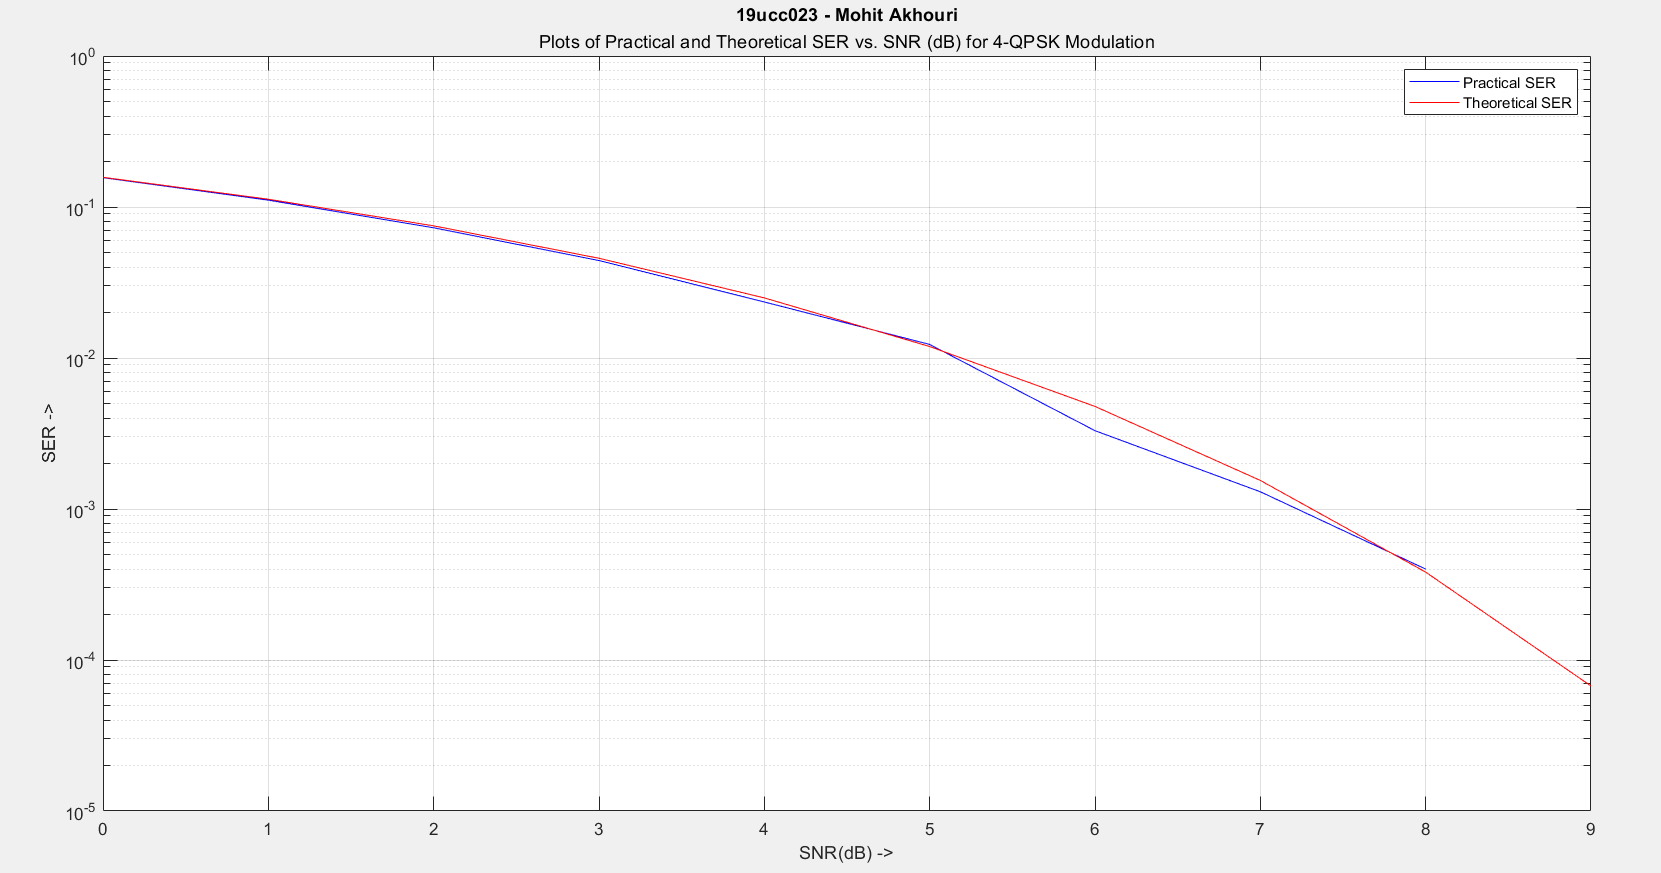 19ucc023 - Mohit Akhouri
Plots of Practical and Theoretical SER vs. SNR (dB) for 4-QPSK Modulation
Practical SER
Theoretical SER
10^0
10^-1
10^-2
10^-3
10^-4
10^-5
SER ->
0 1 2 3 4 5 6 7 8 9
SNR(dB) ->